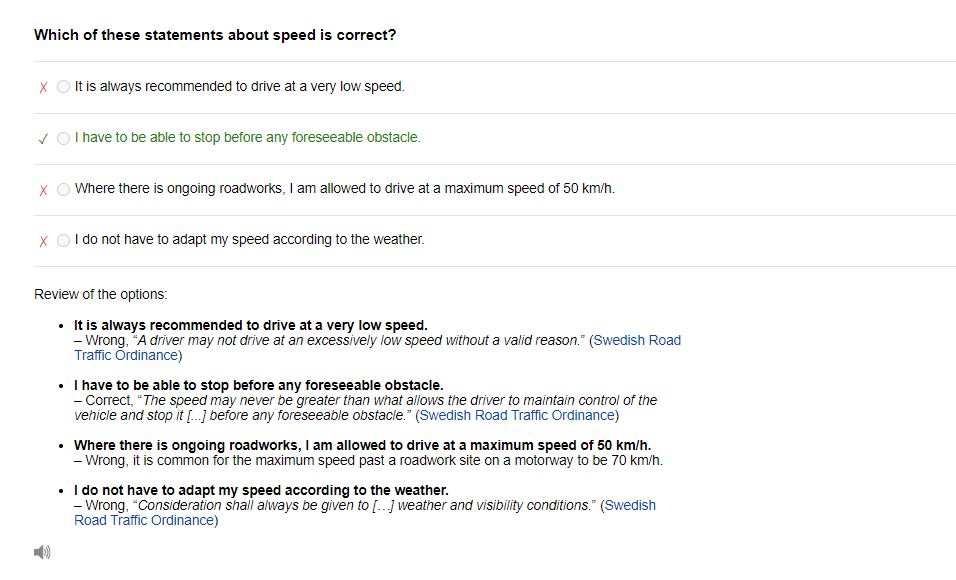 Which of these statements about speed is correct?
It is always recommended to drive at a very low speed.
I have to be able to stop before any foreseeable obstacle.
Where there is ongoing roadworks, I am allowed to drive at a maximum speed of 50 km/h.
I do not have to adapt my speed according to the weather.
Review of the options:
• It is always recommended to drive at a very low speed.
– Wrong, “A driver may not drive at an excessively low speed without a valid reason.” (Swedish Road
Traffic Ordinance)
• I have to be able to stop before any foreseeable obstacle.
– Correct, “The speed may never be greater than what allows the driver to maintain control of the
vehicle and stop it [...] before any foreseeable obstacle.” (Swedish Road Traffic Ordinance)
• Where there is ongoing roadworks, I am allowed to drive at a maximum speed of 50 km/h.
– Wrong, it is common for the maximum speed past a roadwork site on a motorway to be 70 km/h.
• I do not have to adapt my speed according to the weather.
– Wrong, “Consideration shall always be given to [...] weather and visibility conditions.” (Swedish
Road Traffic Ordinance)